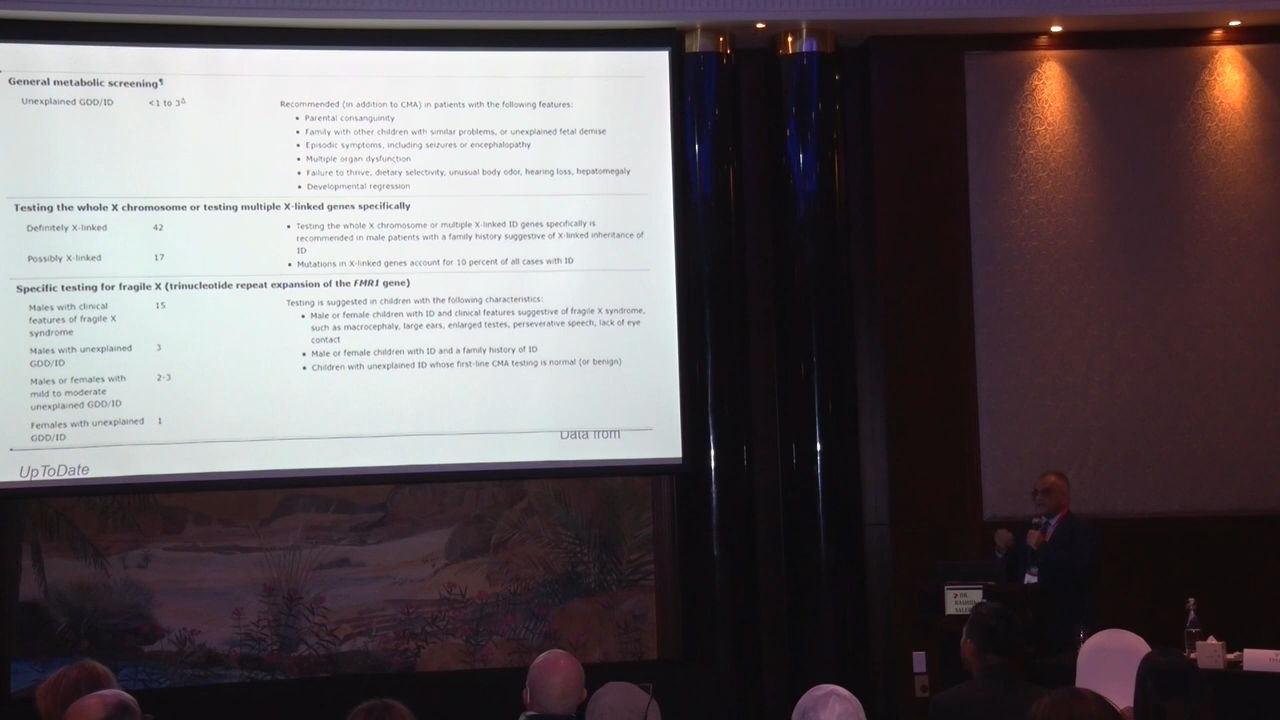 General metabolic screening¶
Unexplained GDD/ID <1 to 3Δ
Recommended (in addition to CMA) in patients with the following features:
• Parental consanguinity
• Family with other children with similar problems, or unexplained fetal demise
• Episodic symptoms, including seizures or encephalopathy
• Multiple organ dysfunction
• Failure to thrive, dietary selectivity, unusual body odor, hearing loss, hepatomegaly
• Developmental regression
Testing the whole X chromosome or testing multiple X-linked genes specifically
Definitely X-linked 42
Possibly X-linked 17
• Testing the whole X chromosome or multiple X-linked ID genes specifically is
recommended in male patients with a family history suggestive of X-linked inheritance of
ID
• Mutations in X-linked genes account for 10 percent of all cases with ID
Specific testing for fragile X (trinucleotide repeat expansion of the FMR1 gene)
Males with clinical 15
features of fragile X
syndrome
Males with unexplained 3
GDD/ID
Males or females with 2-3
mild to moderate
unexplained GDD/ID
Females with unexplained 1
GDD/ID
Testing is suggested in children with the following characteristics:
• Male or female children with ID and clinical features suggestive of fragile X syndrome,
such as macrocephaly, large ears, enlarged testes, perseverative speech, lack of eye
contact
• Male or female children with ID and a family history of ID
• Children with unexplained ID whose first-line CMA testing is normal (or benign)
Data from
UpToDate
DR.